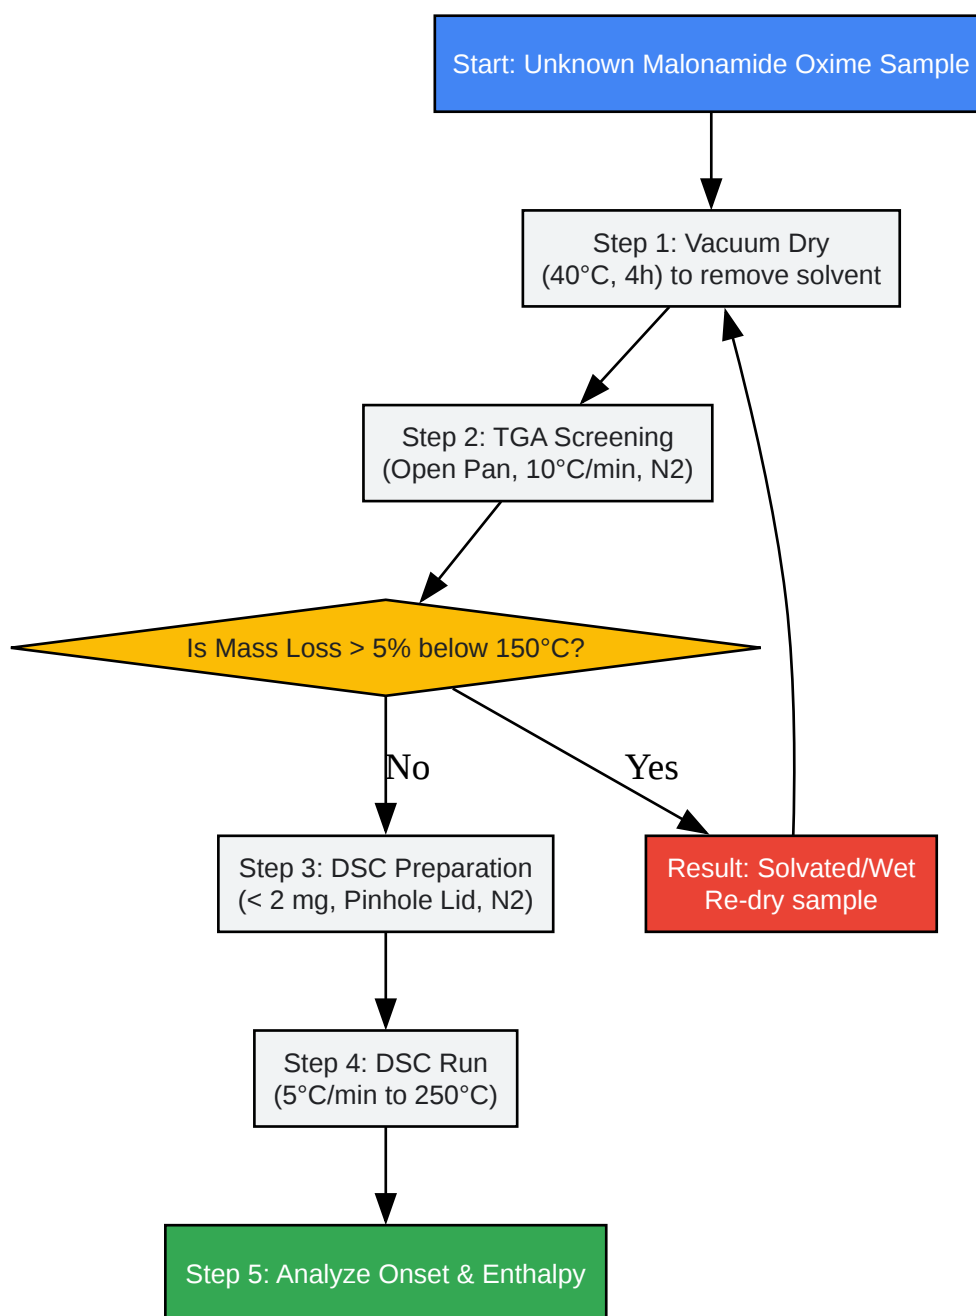 Start: Unknown Malonamide Oxime Sample
Step 1: Vacuum Dry
(40°C, 4h) to remove solvent
Step 2: TGA Screening
(Open Pan, 10°C/min, N2)
Is Mass Loss > 5% below 150°C?
No
Yes
Step 3: DSC Preparation
(< 2 mg, Pinhole Lid, N2)
Result: Solvated/Wet
Re-dry sample
Step 4: DSC Run
(5°C/min to 250°C)
Step 5: Analyze Onset & Enthalpy